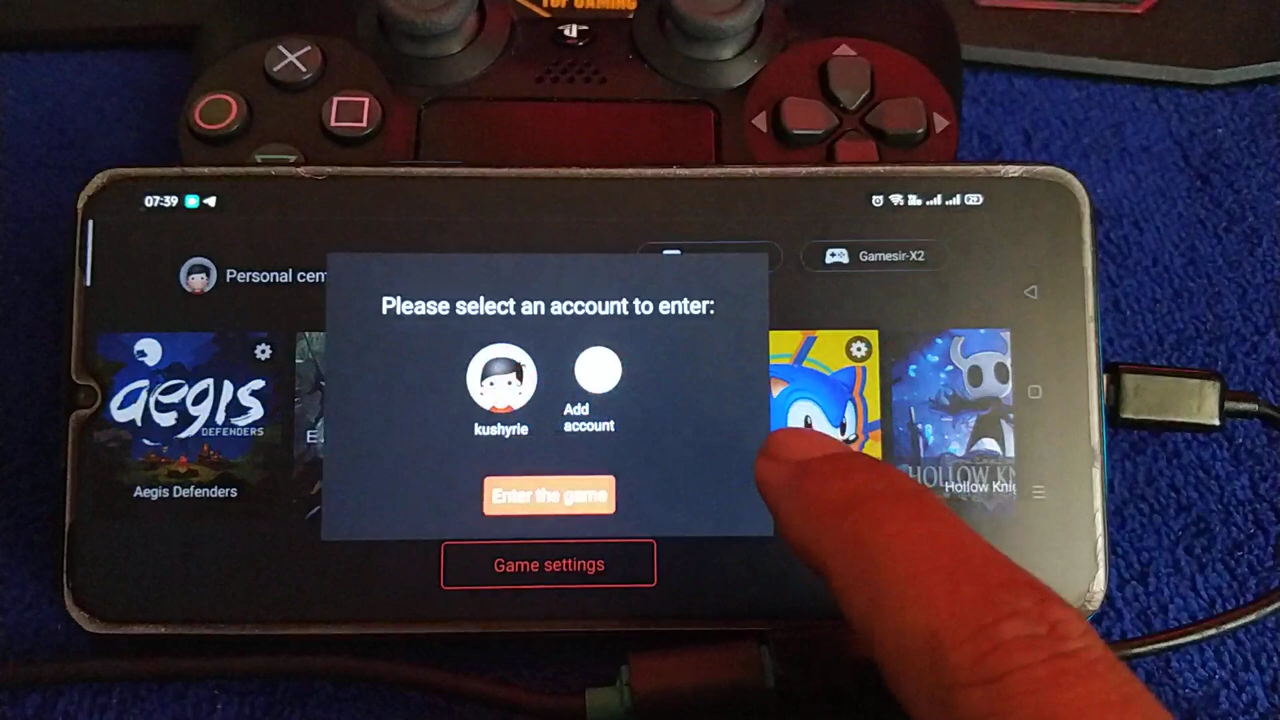 TOP GAMING
07:39
Personal cen
Gamesir-X2
Please select an account to enter:
kushyrle
Add
account
Enter the game
Game settings
aegis
DEFENDERS
Aegis Defenders
E
HOLLOW KN
Hollow Knig